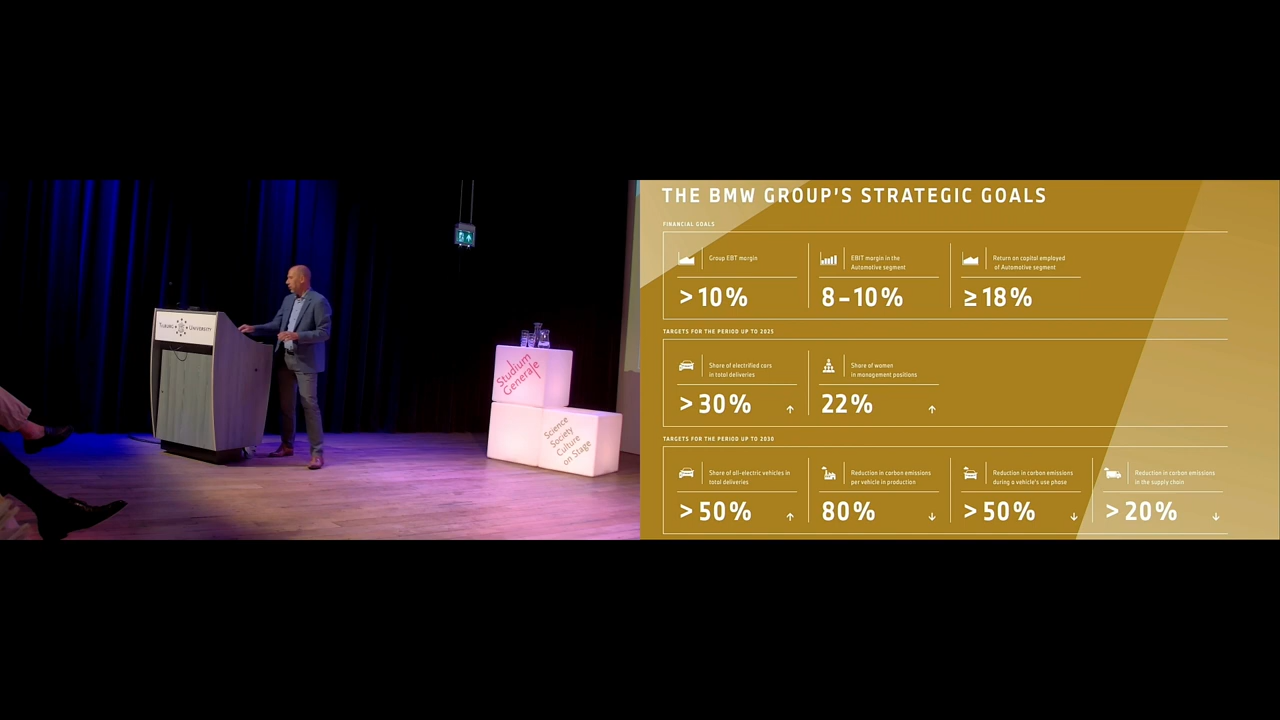 TILBURG UNIVERSITY
Studium
Generale
Science
Society
Culture
on Stage
THE BMW GROUP'S STRATEGIC GOALS
FINANCIAL GOALS
Group EBT margin
> 10%
EBIT margin in the
Automotive segment
8–10%
Return on capital employed
of Automotive segment
≥ 18%
TARGETS FOR THE PERIOD UP TO 2025
Share of electrified cars
in total deliveries
> 30% ↑
Share of women
in management positions
22% ↑
TARGETS FOR THE PERIOD UP TO 2030
Share of all-electric vehicles in
total deliveries
> 50% ↑
Reduction in carbon emissions
per vehicle in production
80% ↓
Reduction in carbon emissions
during a vehicle's use phase
> 50% ↓
Reduction in carbon emissions
in the supply chain
> 20% ↓